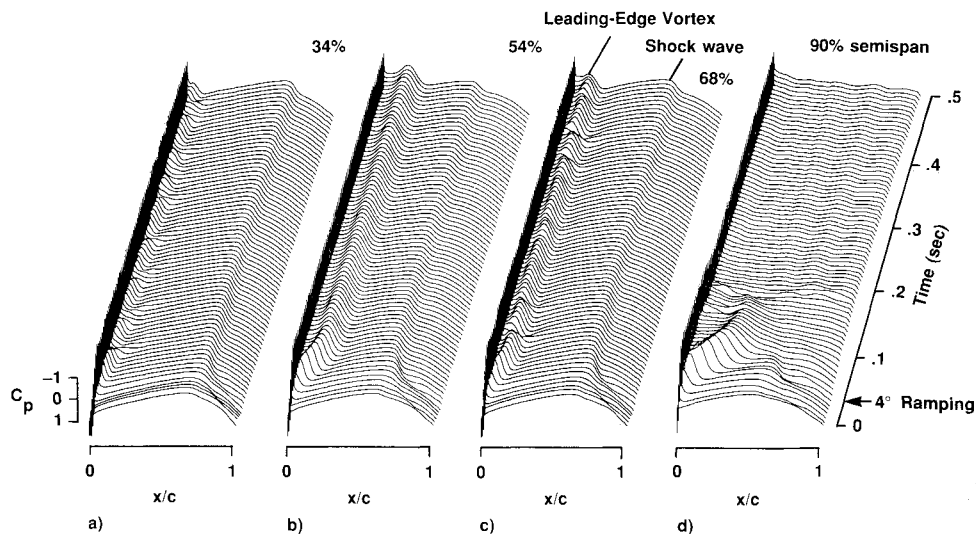 Leading-Edge Vortex
34%
54%
Shock wave
68%
90% semispan
.5
.4
.3
.2
.1
0
Time (sec)
4° Ramping
Cp
−1
0
1
0 1
x/c
a)
0 1
x/c
b)
0 1
x/c
c)
0 1
x/c
d)